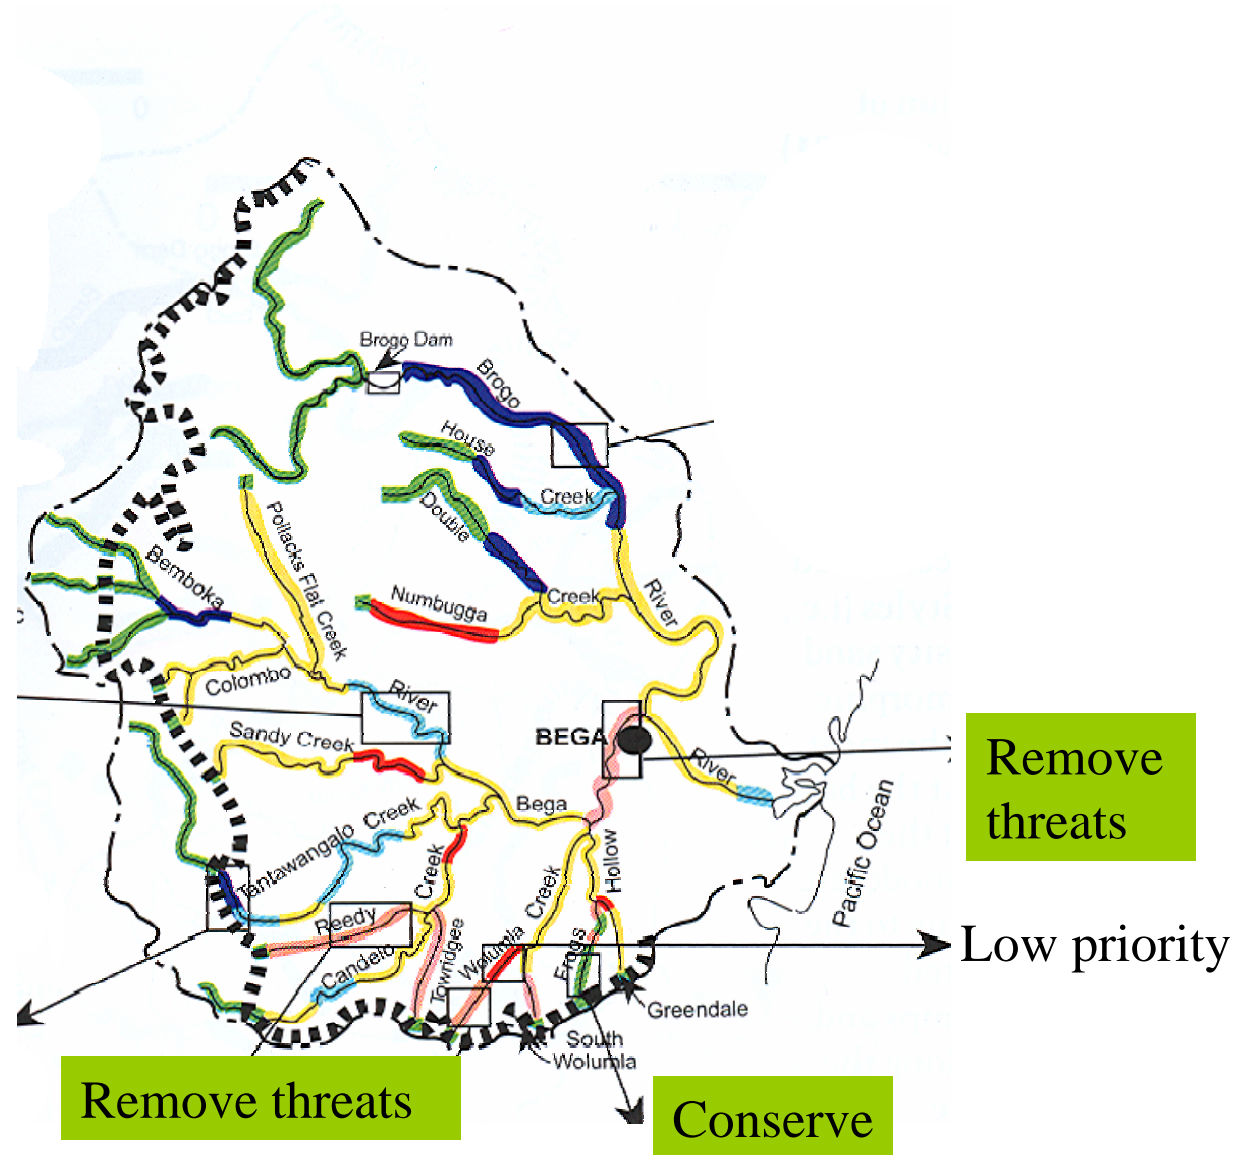 Brogo Dam
Brogo
House
Creek
Double
Pollacks Flat Creek
Bemboka
Numbugga
Creek
River
Colombo
River
Sandy Creek
BEGA
River
Remove
threats
Bega
Tantawangalo Creek
Pacific Ocean
Creek
Creek
Hollow
Reedy
Candelo
Towridgee
Wolumla
Frogs
Low priority
Greendale
South
Wolumla
Remove threats
Conserve